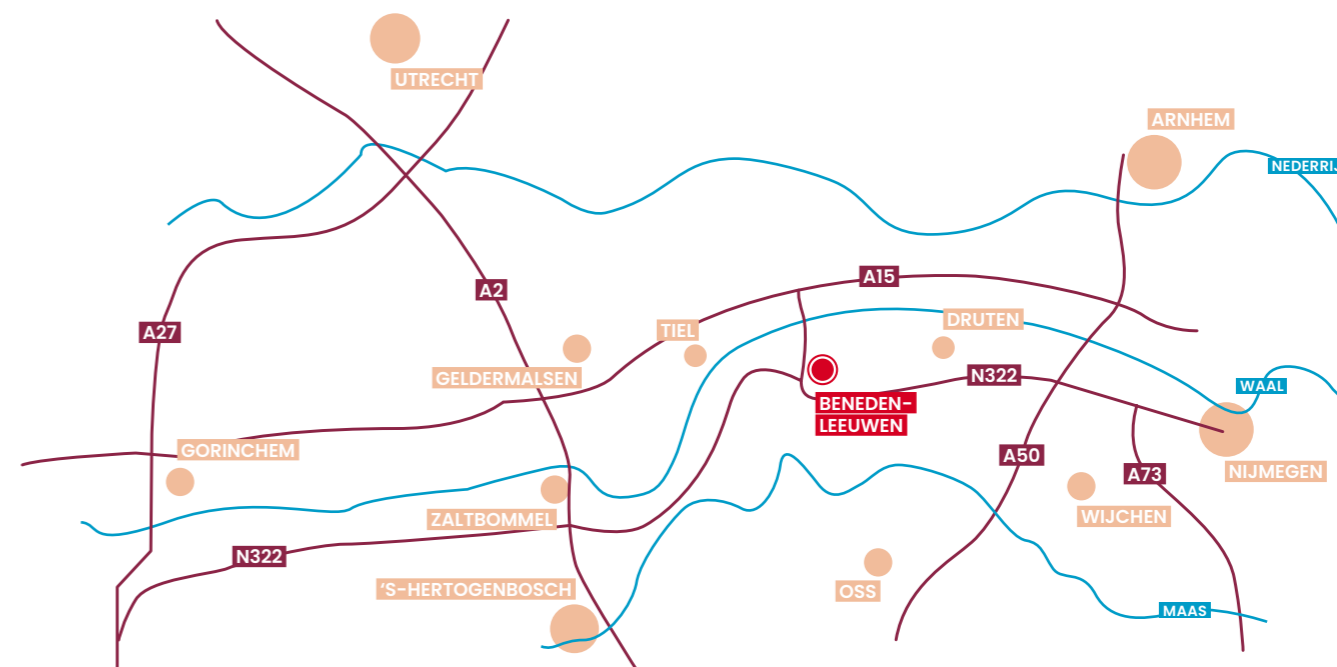 UTRECHT
ARNHEM
NEDERRIJ
A15
A2
DRUTEN
TIEL
A27
GELDERMALSEN
N322
WAAL
BENEDEN-
LEEUWEN
GORINCHEM
A50
A73
NIJMEGEN
ZALTBOMMEL
WIJCHEN
N322
‘S-HERTOGENBOSCH
OSS
MAAS